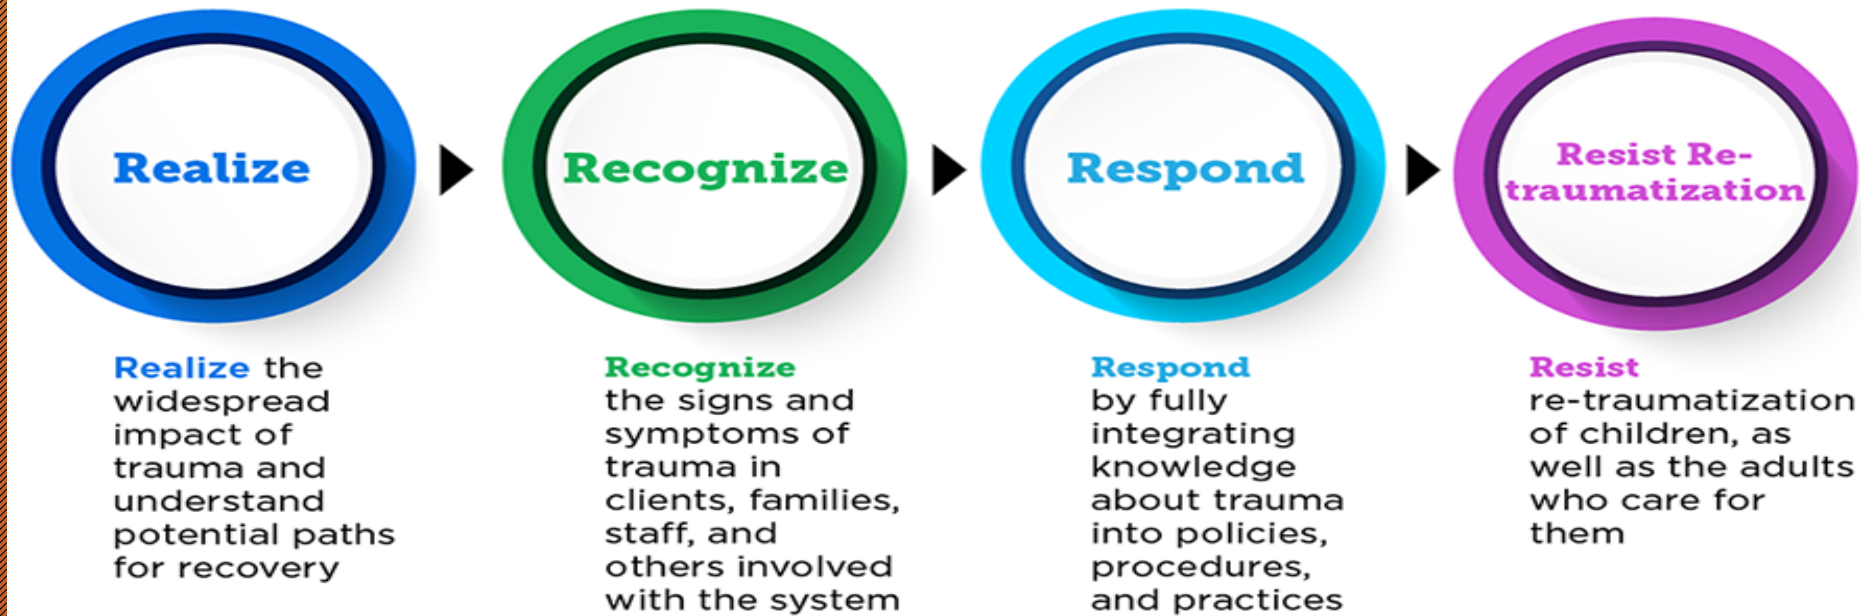 Realize
Recognize
Respond
Resist Re-
traumatization
Realize the
widespread
impact of
trauma and
understand
potential paths
for recovery
Recognize
the signs and
symptoms of
trauma in
clients, families,
staff, and
others involved
with the system
Respond
by fully
integrating
knowledge
about trauma
into policies,
procedures,
and practices
Resist
re-traumatization
of children, as
well as the adults
who care for
them